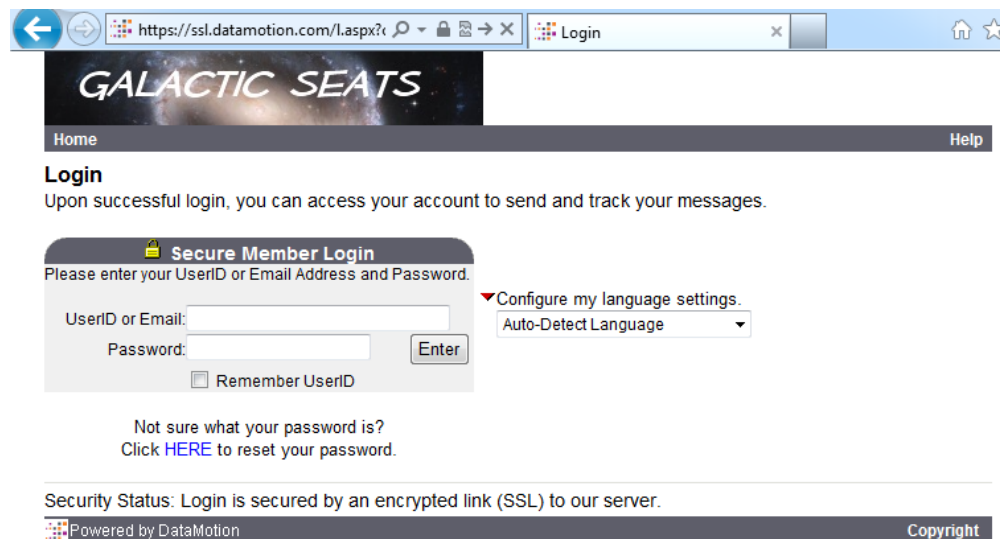 https://ssl.datamotion.com/l.aspx?c
Login
GALACTIC SEATS
Home
Help
Login
Upon successful login, you can access your account to send and track your messages.
Secure Member Login
Please enter your UserID or Email Address and Password.
Configure my language settings.
UserID or Email:
Auto-Detect Language
Password:
Enter
Remember UserID
Not sure what your password is?
Click HERE to reset your password.
Security Status: Login is secured by an encrypted link (SSL) to our server.
Powered by DataMotion
Copyright